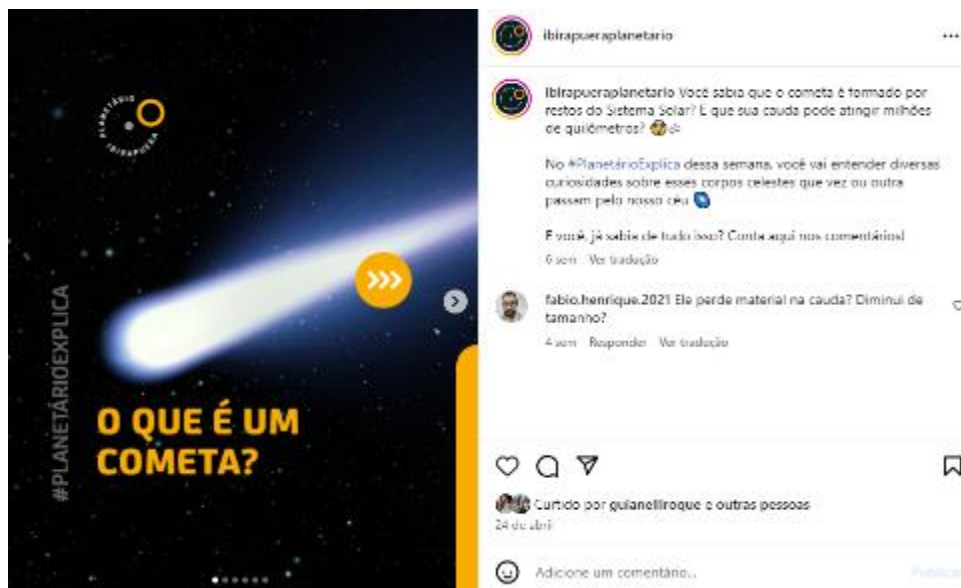 PLANETÁRIO
IBIRAPUERA
#PLANETÁRIOEXPLICA
O QUE É UM
COMETA?
ibirapueraplanetario
ibirapueraplanetario Você sabia que o cometa é formado por
restos do Sistema Solar? E que sua cauda pode atingir milhões
de quilômetros?
No #PlanetárioExplica dessa semana, você vai entender diversas
curiosidades sobre esses corpos celestes que vez ou outra
passam pelo nosso céu
E você, já sabia de tudo isso? Conta aqui nos comentários!
6 sem Ver tradução
fabio.henrique.2021 Ele perde material na cauda? Diminui de
tamanho?
4 sem Responder Ver tradução
Curtido por guianelliroque e outras pessoas
24 de abril
Adicione um comentário...
Publicar